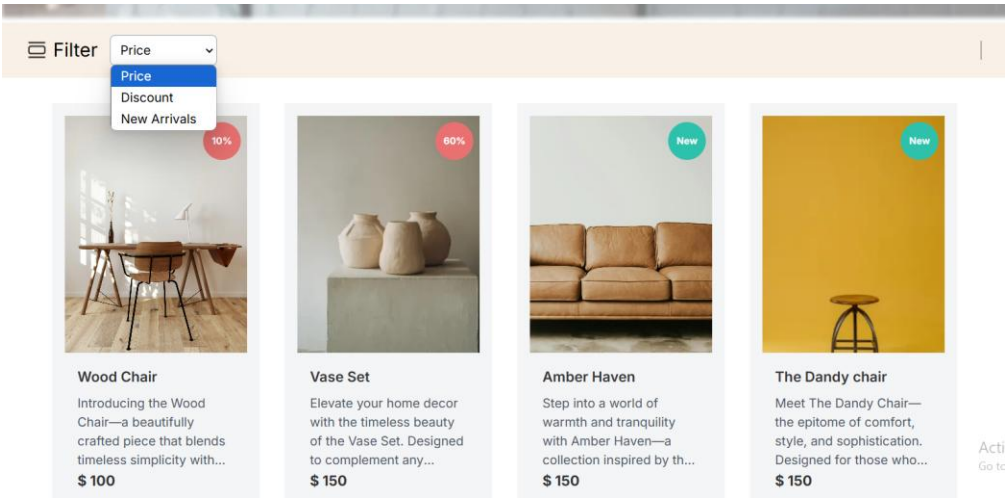 Filter
Price
Price
Discount
New Arrivals
10%
60%
New
New
Wood Chair
Introducing the Wood
Chair—a beautifully
crafted piece that blends
timeless simplicity with...
$ 100
Vase Set
Elevate your home decor
with the timeless beauty
of the Vase Set. Designed
to complement any...
$ 150
Amber Haven
Step into a world of
warmth and tranquility
with Amber Haven—a
collection inspired by th...
$ 150
The Dandy chair
Meet The Dandy Chair—
the epitome of comfort,
style, and sophistication.
Designed for those who...
$ 150
Acti
Go to